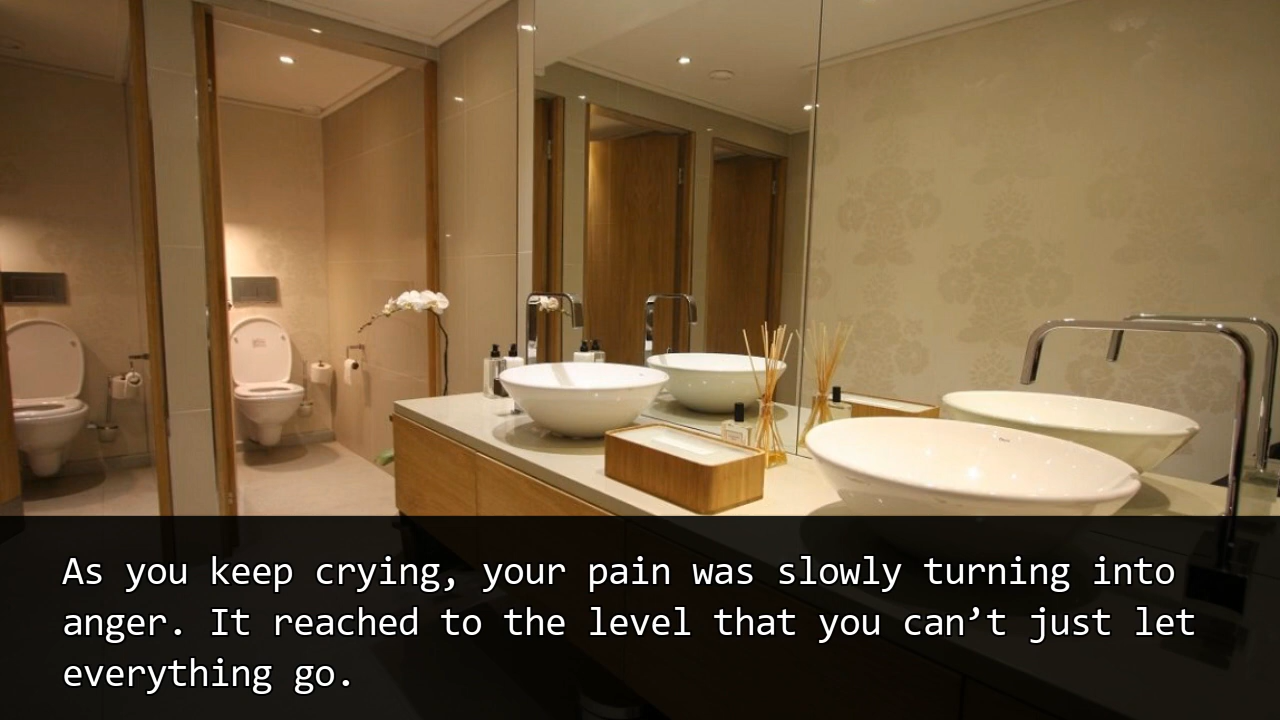 As you keep crying, your pain was slowly turning into
anger. It reached to the level that you can’t just let
everything go.